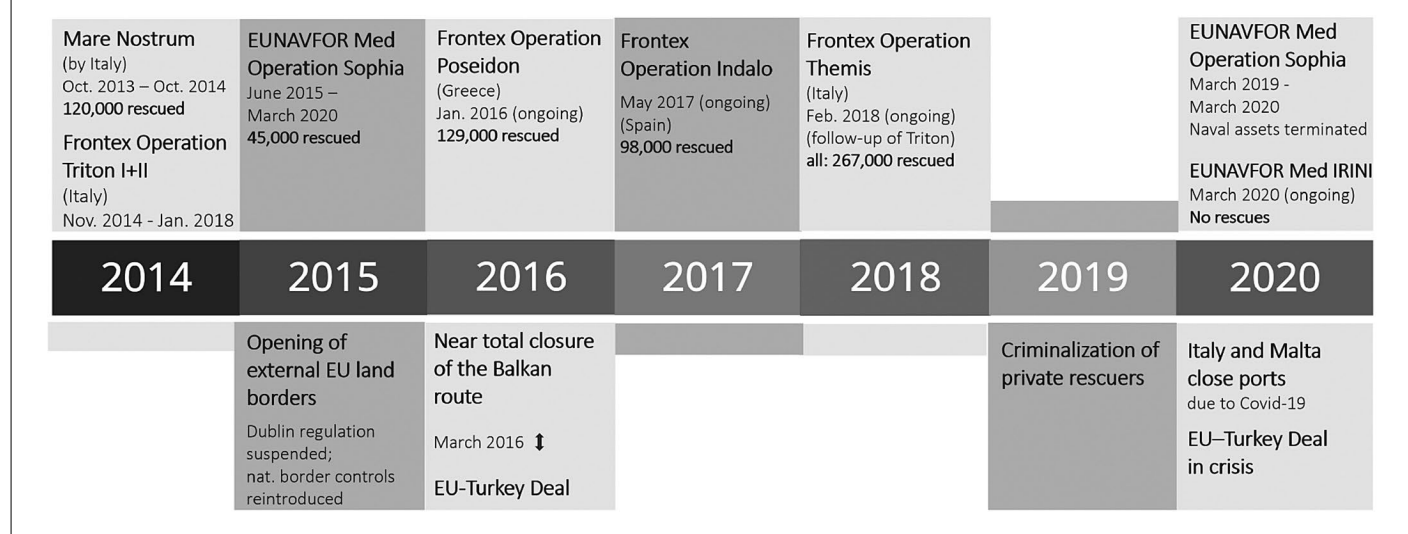 Mare Nostrum
(by Italy)
Oct. 2013 – Oct. 2014
120,000 rescued
Frontex Operation
Triton I+II
(Italy)
Nov. 2014 - Jan. 2018
EUNAVFOR Med
Operation Sophia
June 2015 –
March 2020
45,000 rescued
Frontex Operation
Poseidon
(Greece)
Jan. 2016 (ongoing)
129,000 rescued
Frontex
Operation Indalo
May 2017 (ongoing)
(Spain)
98,000 rescued
Frontex Operation
Themis
(Italy)
Feb. 2018 (ongoing)
(follow-up of Triton)
all: 267,000 rescued
EUNAVFOR Med
Operation Sophia
March 2019 -
March 2020
Naval assets terminated
EUNAVFOR Med IRINI
March 2020 (ongoing)
No rescues
2014
2015
2016
2017
2018
2019
2020
Opening of
external EU land
borders
Dublin regulation
suspended;
nat. border controls
reintroduced
Near total closure
of the Balkan
route
March 2016 ⬍
EU-Turkey Deal
Criminalization of
private rescuers
Italy and Malta
close ports
due to Covid-19
EU–Turkey Deal
in crisis